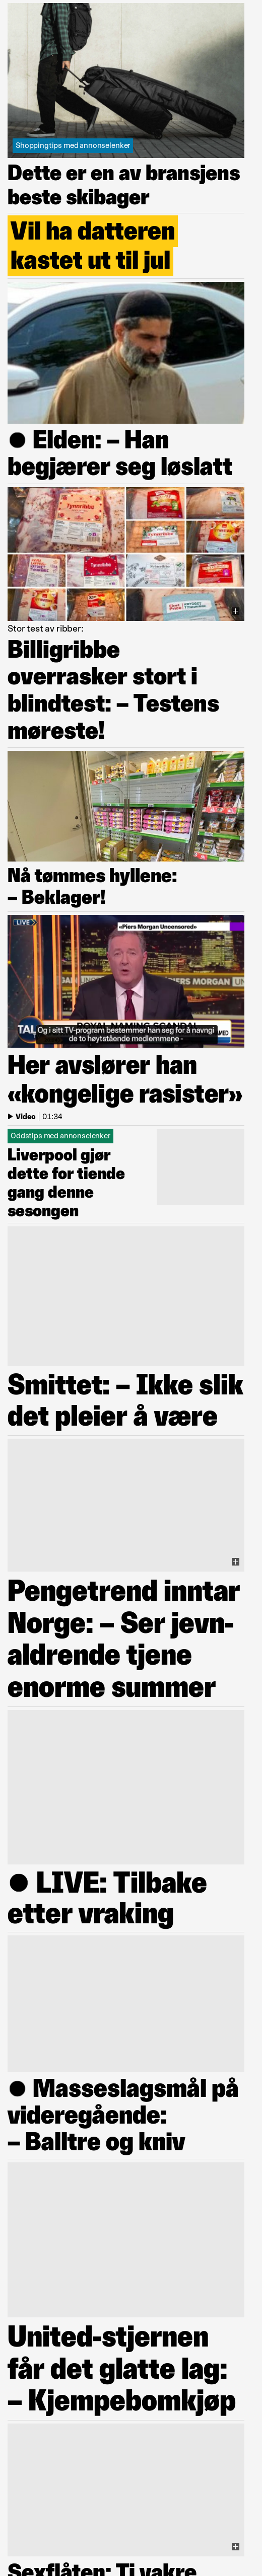 Shoppingtips med annonselenker
Dette er en av bransjens
beste skibager
Vil ha datteren
kastet ut til jul
● Elden: – Han
begjærer seg løslatt
Stor test av ribber:
Billigribbe
overrasker stort i
blindtest: – Testens
møreste!
Nå tømmes hyllene:
– Beklager!
LIVE
«Piers Morgan Uncensored»
Og i sitt TV-program bestemmer han seg for å navngi
de to høytstående medlemmene -
Her avslører han
«kongelige rasister»
Video | 01:34
Oddstips med annonselenker
Liverpool gjør
dette for tiende
gang denne
sesongen
Smittet: – Ikke slik
det pleier å være
Pengetrend inntar
Norge: – Ser jevn-
aldrende tjene
enorme summer
● LIVE: Tilbake
etter vraking
● Masseslagsmål på
videregående:
– Balltre og kniv
United-stjernen
får det glatte lag:
– Kjempebomkjøp
Sexflåten: Ti vakre